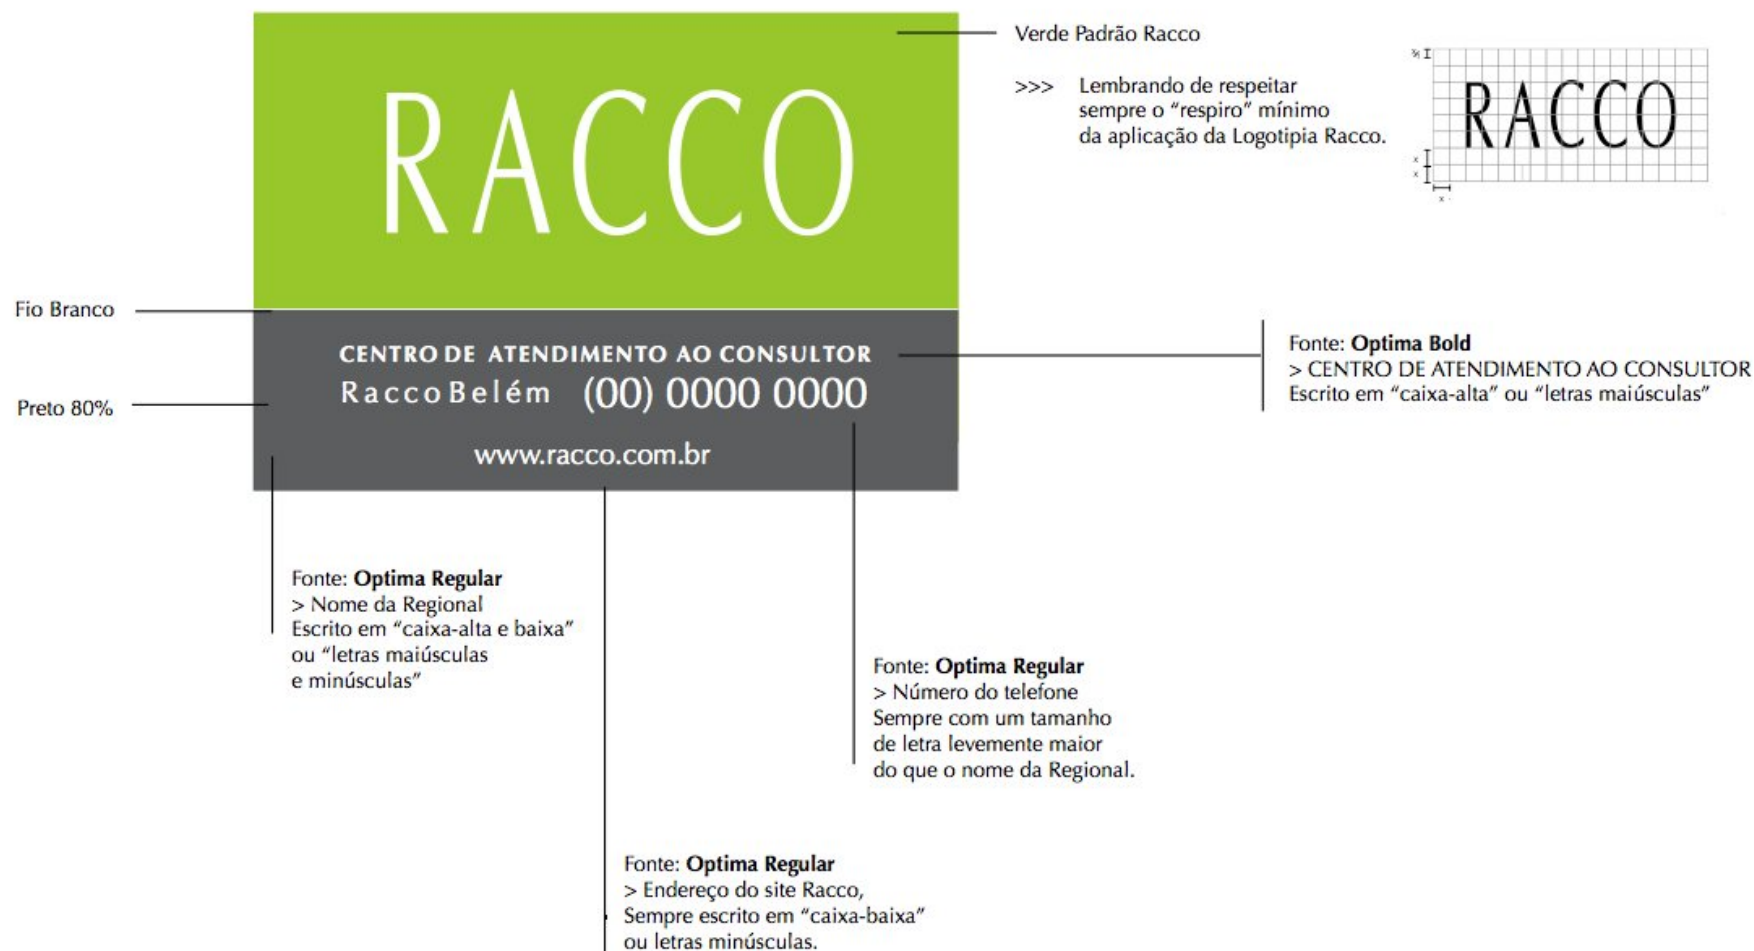 RACCO
Verde Padrão Racco
>>> Lembrando de respeitar
sempre o “respiro” mínimo
da aplicação da Logotipia Racco.
RACCO
x
x
x
Fio Branco
Preto 80%
CENTRO DE ATENDIMENTO AO CONSULTOR
Racco Belém (00) 0000 0000
www.racco.com.br
Fonte: Optima Bold
> CENTRO DE ATENDIMENTO AO CONSULTOR
Escrito em “caixa-alta” ou “letras maiúsculas”
Fonte: Optima Regular
> Nome da Regional
Escrito em “caixa-alta e baixa”
ou “letras maiúsculas
e minúsculas”
Fonte: Optima Regular
> Número do telefone
Sempre com um tamanho
de letra levemente maior
do que o nome da Regional.
Fonte: Optima Regular
> Endereço do site Racco,
Sempre escrito em “caixa-baixa”
ou letras minúsculas.